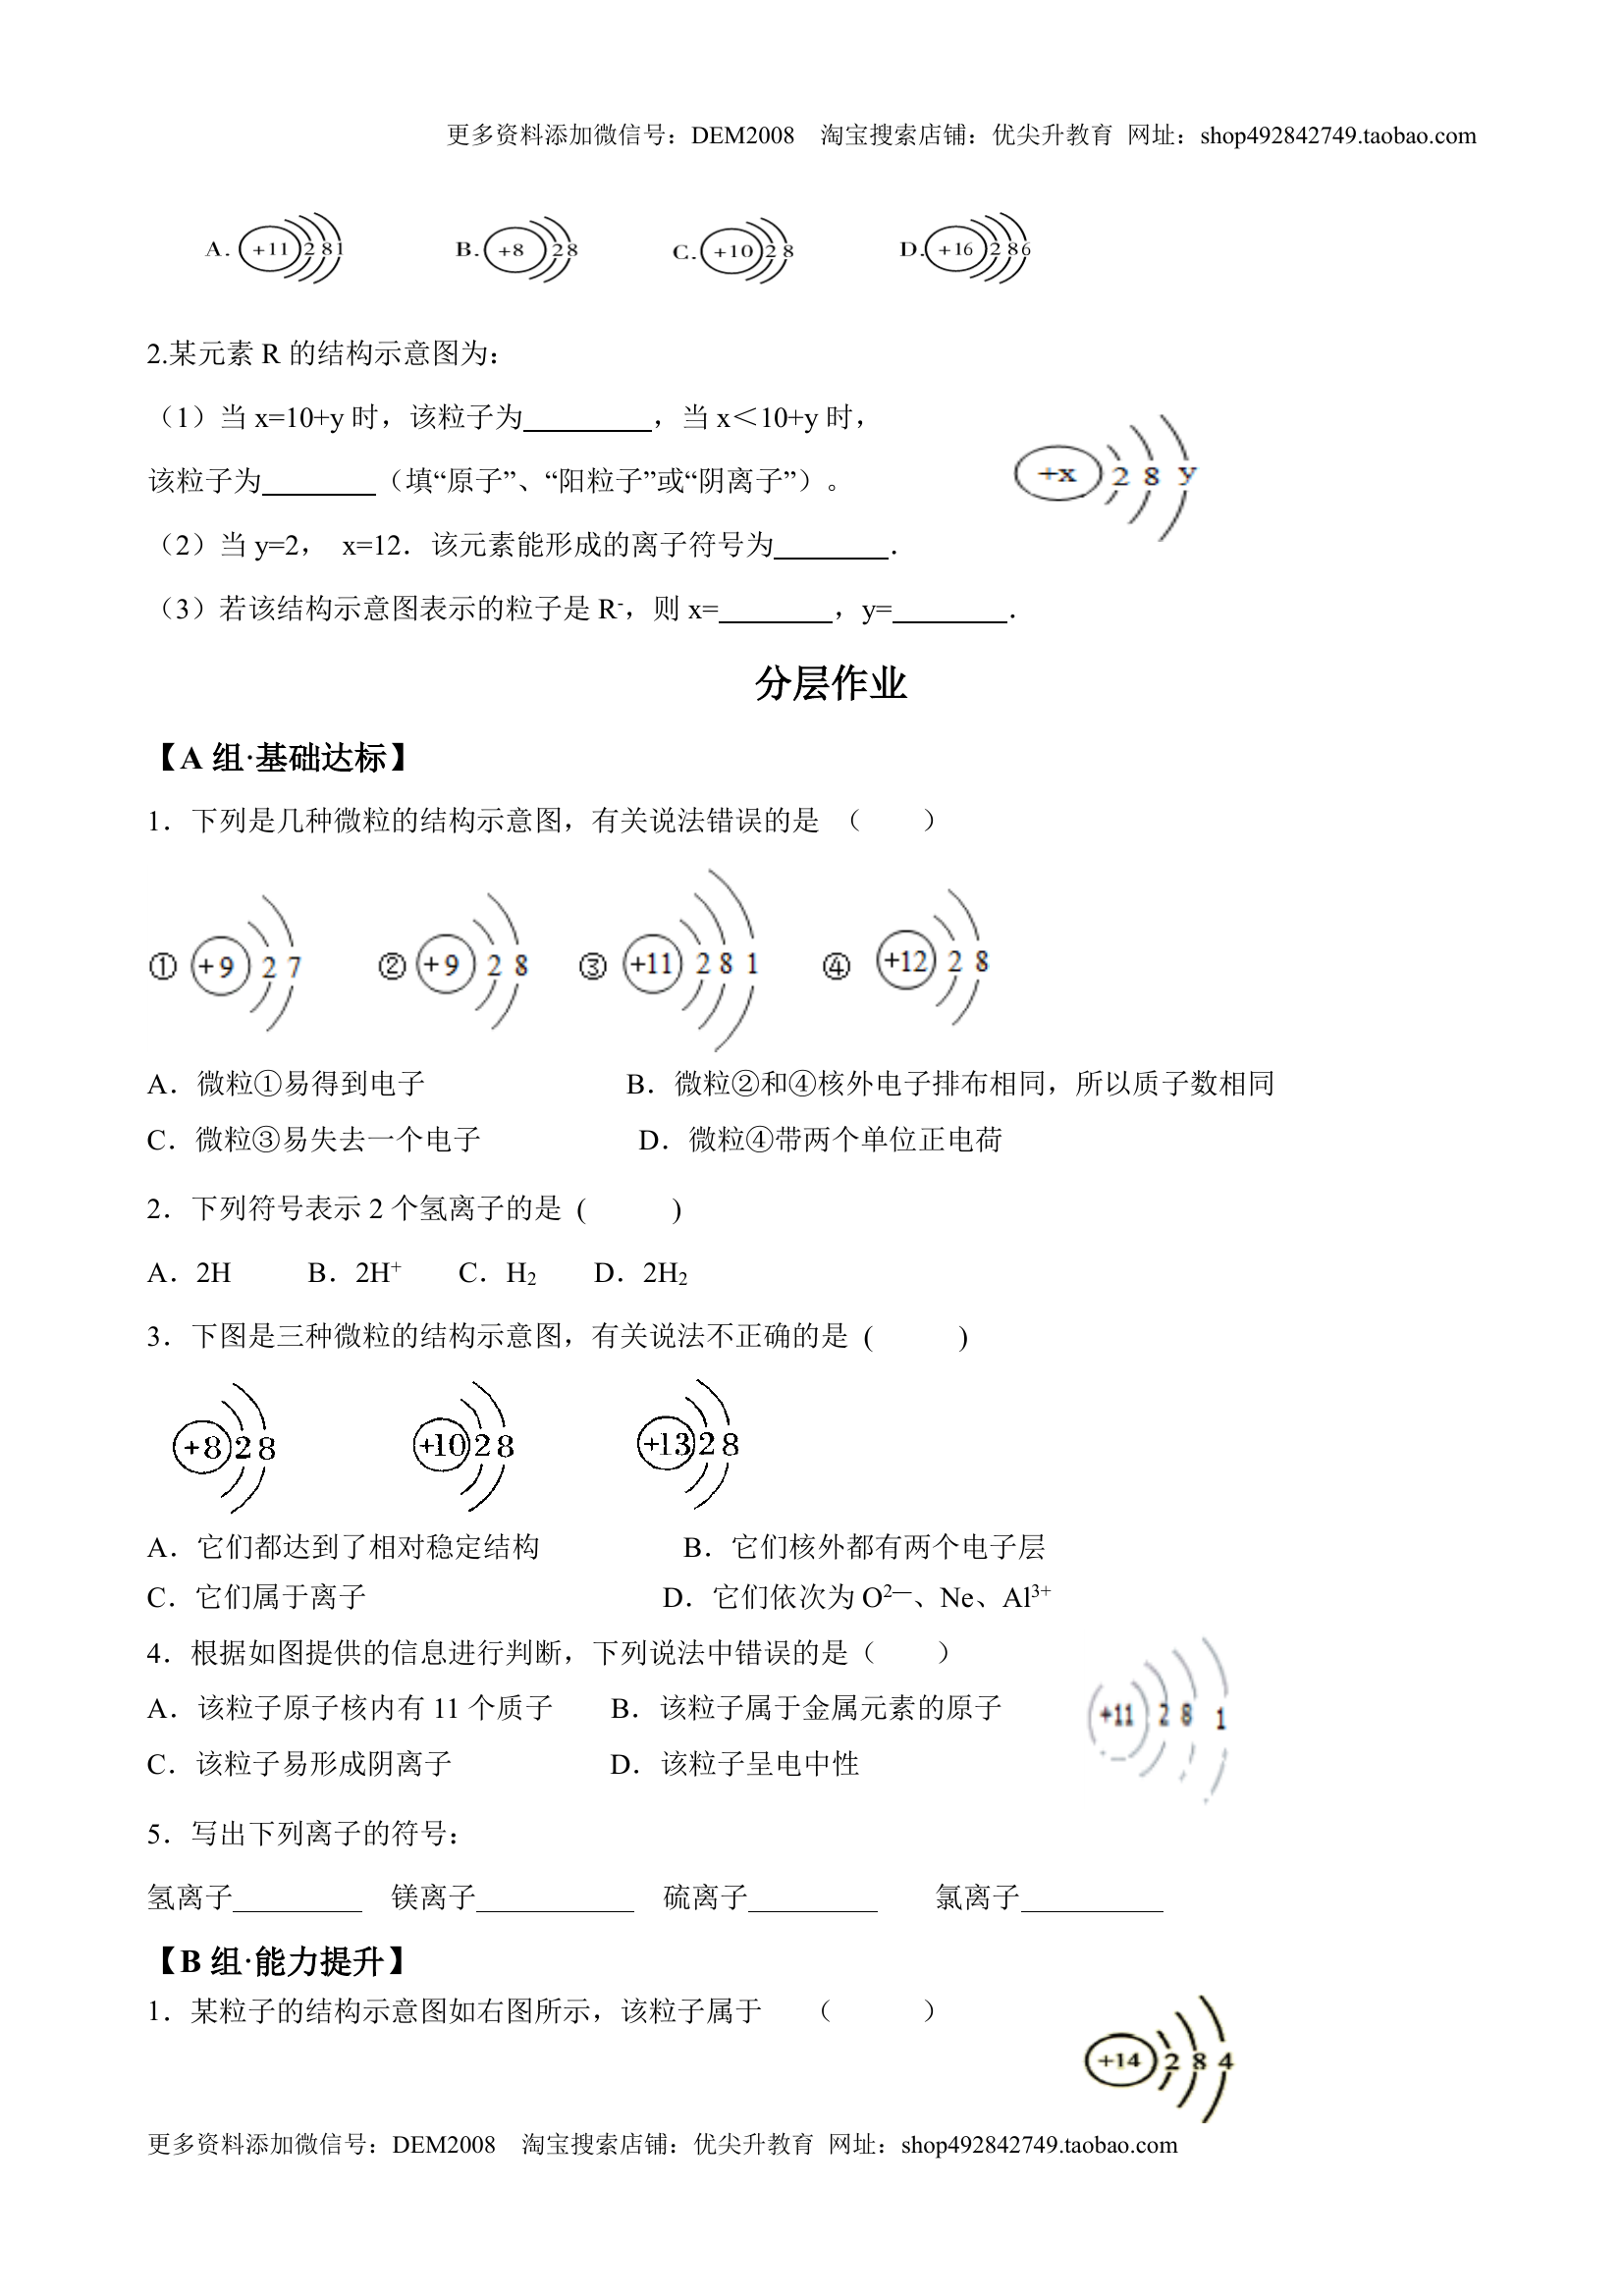 更多资料添加微信号：DEM2008 淘宝搜索店铺：优尖升教育 网址：shop492842749.taobao.com
A. +11 2 8 1 B. +8 2 8 C. +10 2 8 D. +16 2 8 6
2.某元素 R 的结构示意图为：
（1）当 x=10+y 时，该粒子为________，当 x＜10+y 时，
该粒子为________（填“原子”、“阳粒子”或“阴离子”）。
+x 2 8 y
（2）当 y=2， x=12．该元素能形成的离子符号为________．
（3）若该结构示意图表示的粒子是 R⁻，则 x=________，y=________．
分层作业
【A 组·基础达标】
1．下列是几种微粒的结构示意图，有关说法错误的是 （ ）
① +9 2 7 ② +9 2 8 ③ +11 2 8 1 ④ +12 2 8
A．微粒①易得到电子 B．微粒②和④核外电子排布相同，所以质子数相同
C．微粒③易失去一个电子 D．微粒④带两个单位正电荷
2．下列符号表示 2 个氢离子的是 ( )
A．2H B．2H⁺ C．H₂ D．2H₂
3．下图是三种微粒的结构示意图，有关说法不正确的是 ( )
+8 2 8 +10 2 8 +13 2 8
A．它们都达到了相对稳定结构 B．它们核外都有两个电子层
C．它们属于离子 D．它们依次为 O²—、Ne、Al³⁺
4．根据如图提供的信息进行判断，下列说法中错误的是（ ）
A．该粒子原子核内有 11 个质子 B．该粒子属于金属元素的原子
+11 2 8 1
C．该粒子易形成阴离子 D．该粒子呈电中性
5．写出下列离子的符号：
氢离子_________ 镁离子___________ 硫离子_________ 氯离子__________
【B 组·能力提升】
1．某粒子的结构示意图如右图所示，该粒子属于 （ ）
+14 2 8 4
更多资料添加微信号：DEM2008 淘宝搜索店铺：优尖升教育 网址：shop492842749.taobao.com